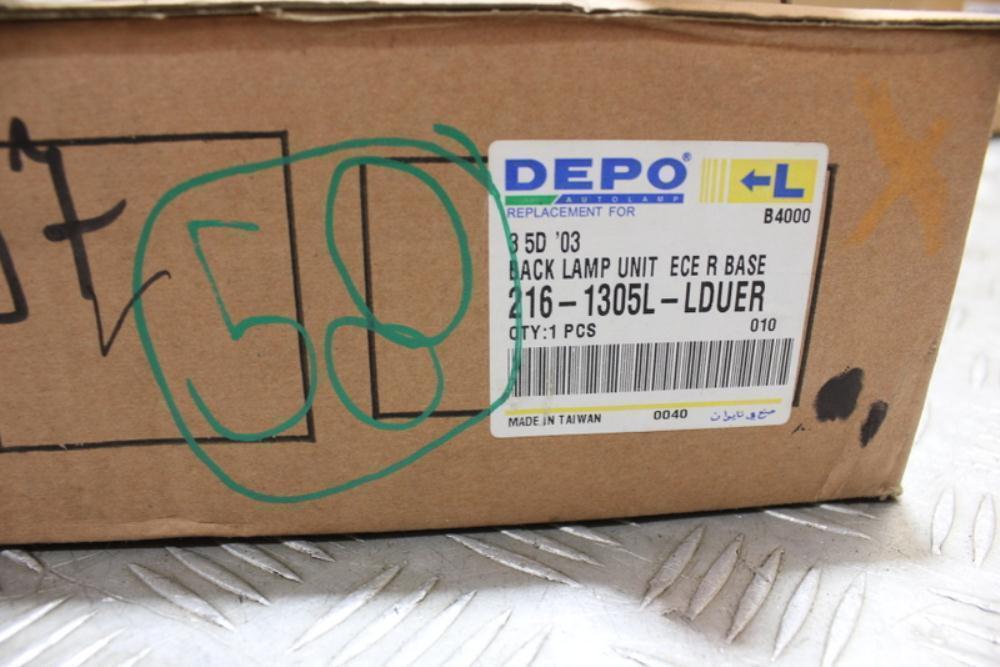 58
DEPO® ←L
AUTOLAMP
REPLACEMENT FOR B4000
3 5D '03
BACK LAMP UNIT ECE R BASE
216-1305L-LDUER
QTY:1 PCS 010
MADE IN TAIWAN 0040 صنع في تايوان